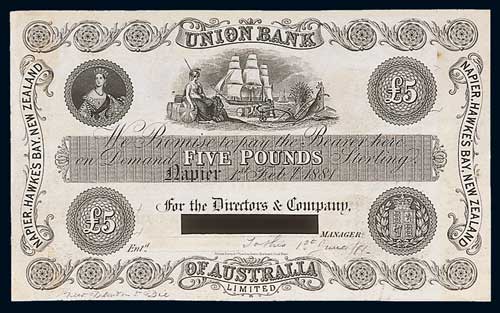 UNION BANK
NAPIER, HAWKES BAY, NEW ZEALAND
£5
NAPIER, HAWKES BAY, NEW ZEALAND
We Promise to pay the Bearer here
on Demand FIVE POUNDS Sterling
Napier 1st Feby 1881
For the Directors & Company,
£5
Entd.
MANAGER
OF AUSTRALIA
LIMITED